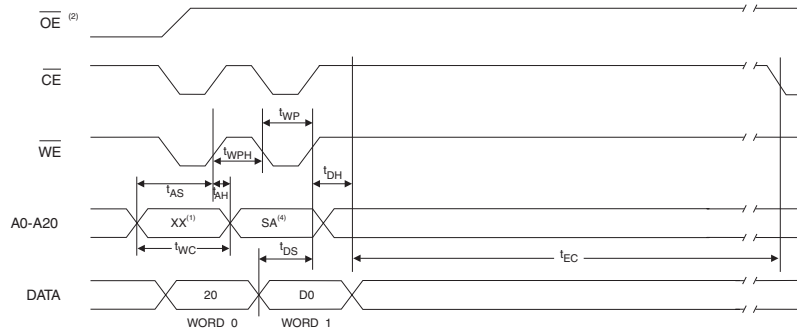 OE (2)
CE
tWP
WE
tWPH
tDH
tAS
tAH
A0-A20
XX(1)
SA(4)
tWC
tDS
tEC
DATA
20
D0
WORD 0
WORD 1